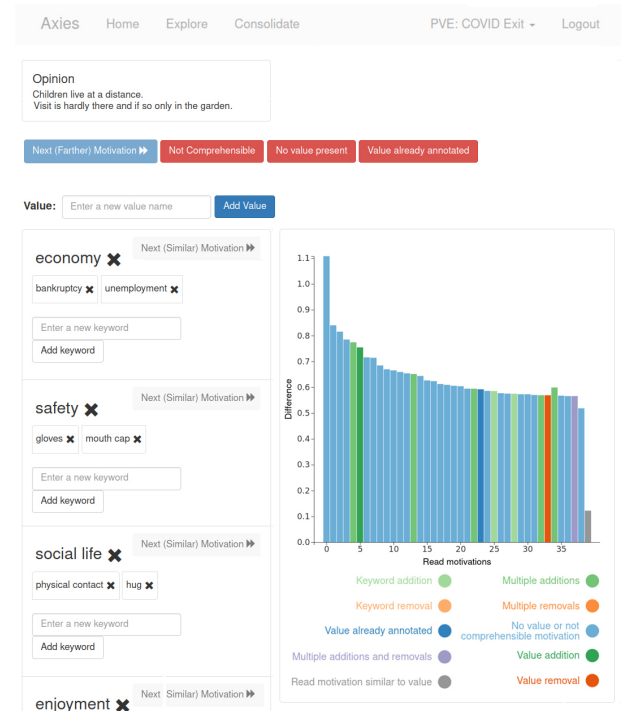 Axies Home Explore Consolidate PVE: COVID Exit Logout
Opinion
Children live at a distance.
Visit is hardly there and if so only in the garden.
Next (Farther) Motivation Not Comprehensible No value present Value already annotated
Value: Enter a new value name Add Value
economy Next (Similar) Motivation
bankruptcy unemployment
Enter a new keyword
Add keyword
safety Next (Similar) Motivation
gloves mouth cap
Enter a new keyword
Add keyword
social life Next (Similar) Motivation
physical contact hug
Enter a new keyword
Add keyword
enjoyment Next (Similar) Motivation
1.1
1.0
0.9
0.8
0.7
0.6
0.5
0.4
0.3
0.2
0.1
0.0
Difference
0 5 10 15 20 25 30 35
Read motivations
Keyword addition Multiple additions
Keyword removal Multiple removals
Value already annotated No value or not
comprehensible motivation
Multiple additions and removals Value addition
Read motivation similar to value Value removal